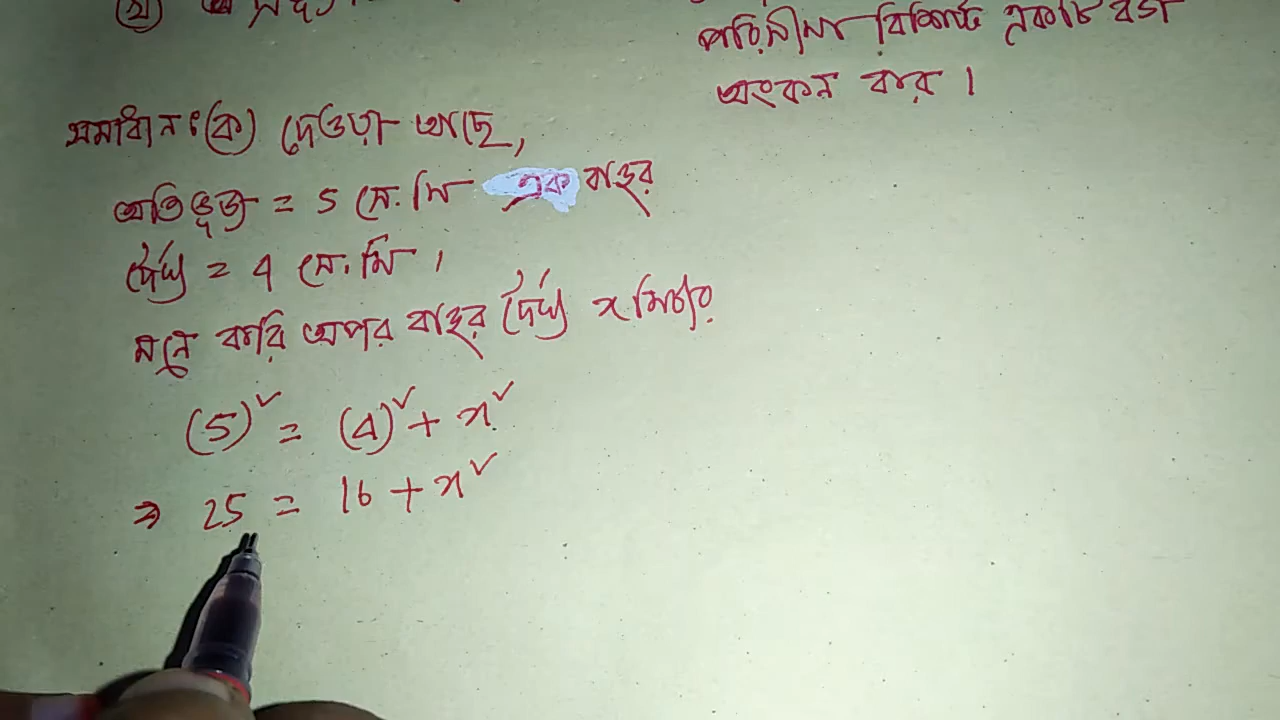 (খ)
পরিসীমা বিশিষ্ট একটি বর্গ
অংকন কর ।
সমাধানঃ(ক) দেওয়া আছে,
অতিভূজ = 5 সে.মি এক বাহুর
দৈর্ঘ্য = 4 সে.মি ।
মনে করি অপর বাহুর দৈর্ঘ্য x মিটার
(5)² = (4)² + x²
⇒ 25 = 16 + x²